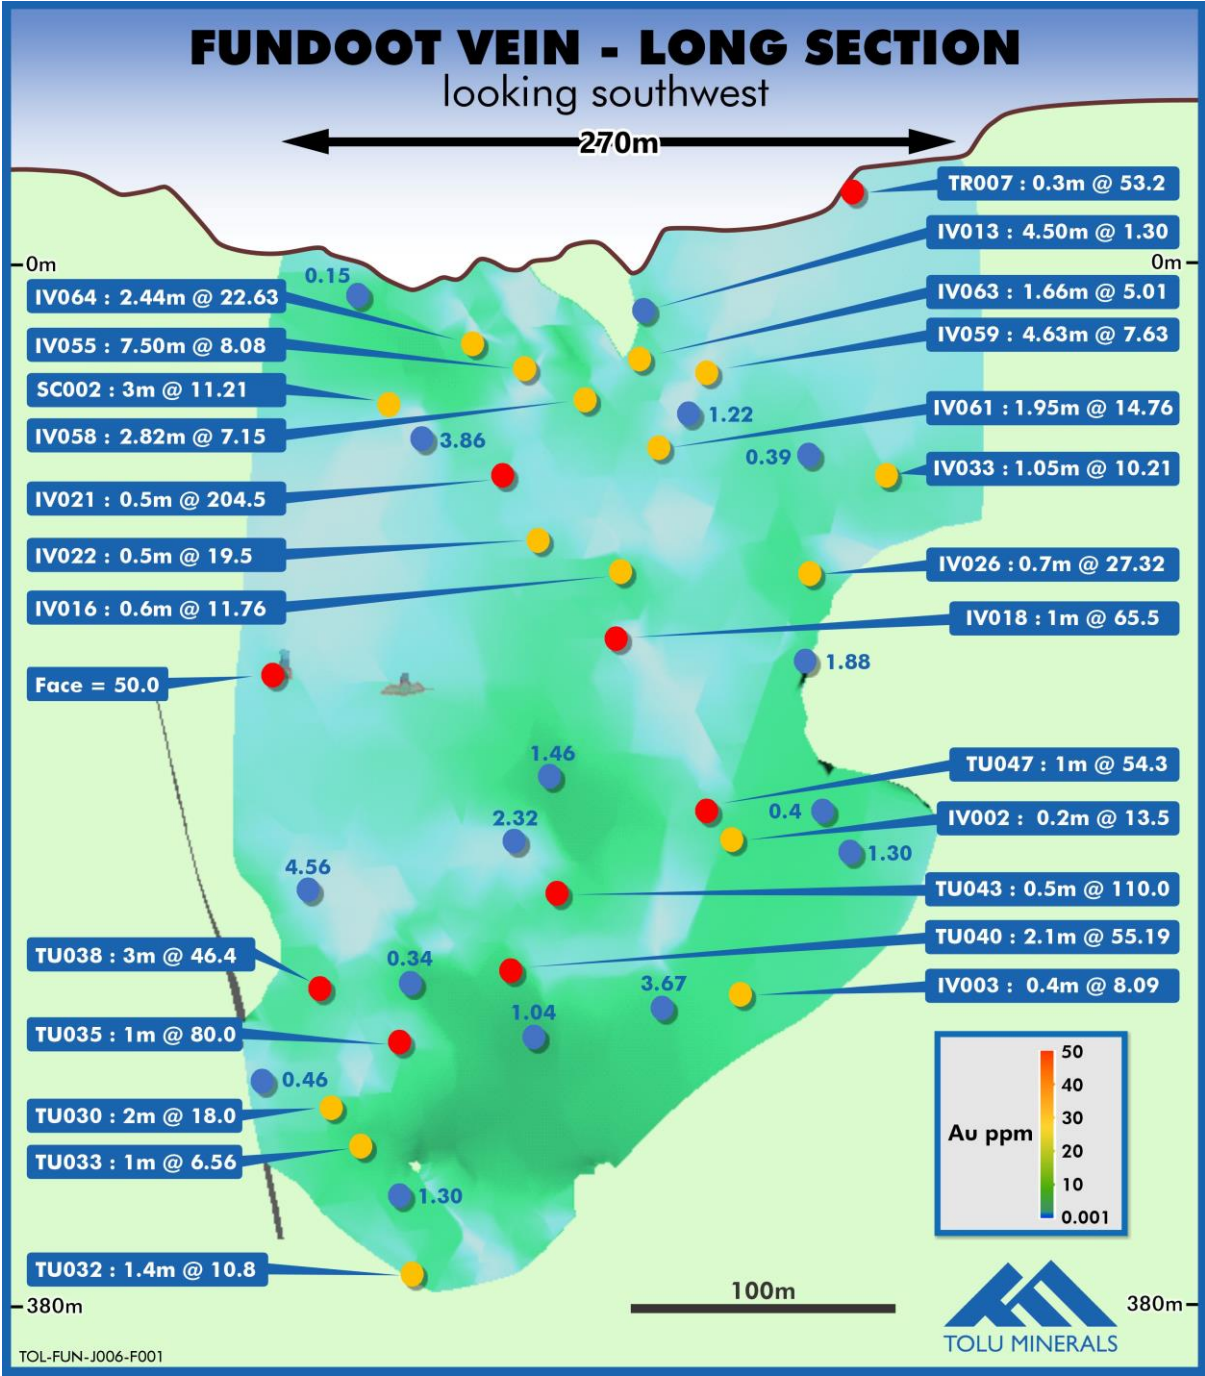 FUNDOOT VEIN - LONG SECTION
looking southwest
270m
TR007 : 0.3m @ 53.2
IV013 : 4.50m @ 1.30
0m
0m
0.15
IV064 : 2.44m @ 22.63
IV063 : 1.66m @ 5.01
IV055 : 7.50m @ 8.08
IV059 : 4.63m @ 7.63
SC002 : 3m @ 11.21
IV061 : 1.95m @ 14.76
1.22
IV058 : 2.82m @ 7.15
3.86
0.39
IV033 : 1.05m @ 10.21
IV021 : 0.5m @ 204.5
IV022 : 0.5m @ 19.5
IV026 : 0.7m @ 27.32
IV016 : 0.6m @ 11.76
IV018 : 1m @ 65.5
1.88
Face = 50.0
1.46
TU047 : 1m @ 54.3
2.32
0.4
IV002 : 0.2m @ 13.5
1.30
4.56
TU043 : 0.5m @ 110.0
TU040 : 2.1m @ 55.19
TU038 : 3m @ 46.4
0.34
3.67
IV003 : 0.4m @ 8.09
1.04
TU035 : 1m @ 80.0
0.46
TU030 : 2m @ 18.0
TU033 : 1m @ 6.56
1.30
TU032 : 1.4m @ 10.8
Au ppm
50
40
30
20
10
0.001
100m
380m
380m
TOLU MINERALS
TOL-FUN-J006-F001